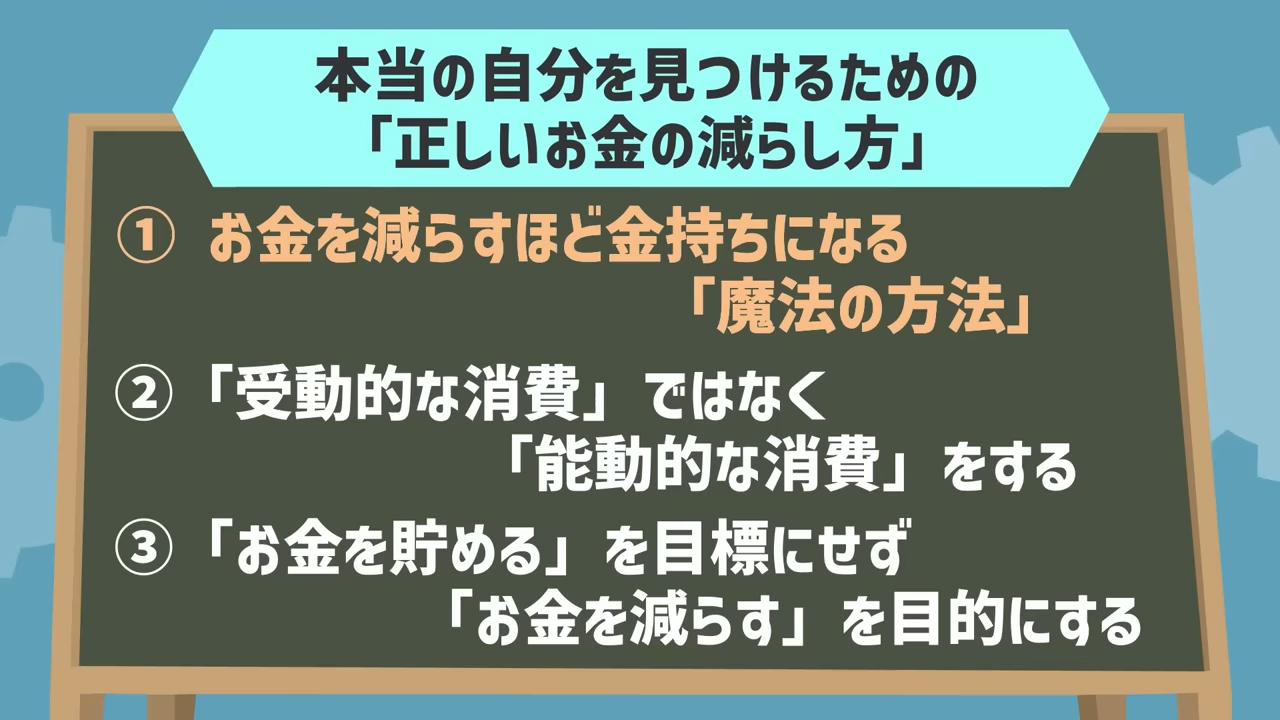 本当の自分を見つけるための
「正しいお金の減らし方」
① お金を減らすほど金持ちになる
「魔法の方法」
② 「受動的な消費」ではなく
「能動的な消費」をする
③ 「お金を貯める」を目標にせず
「お金を減らす」を目的にする